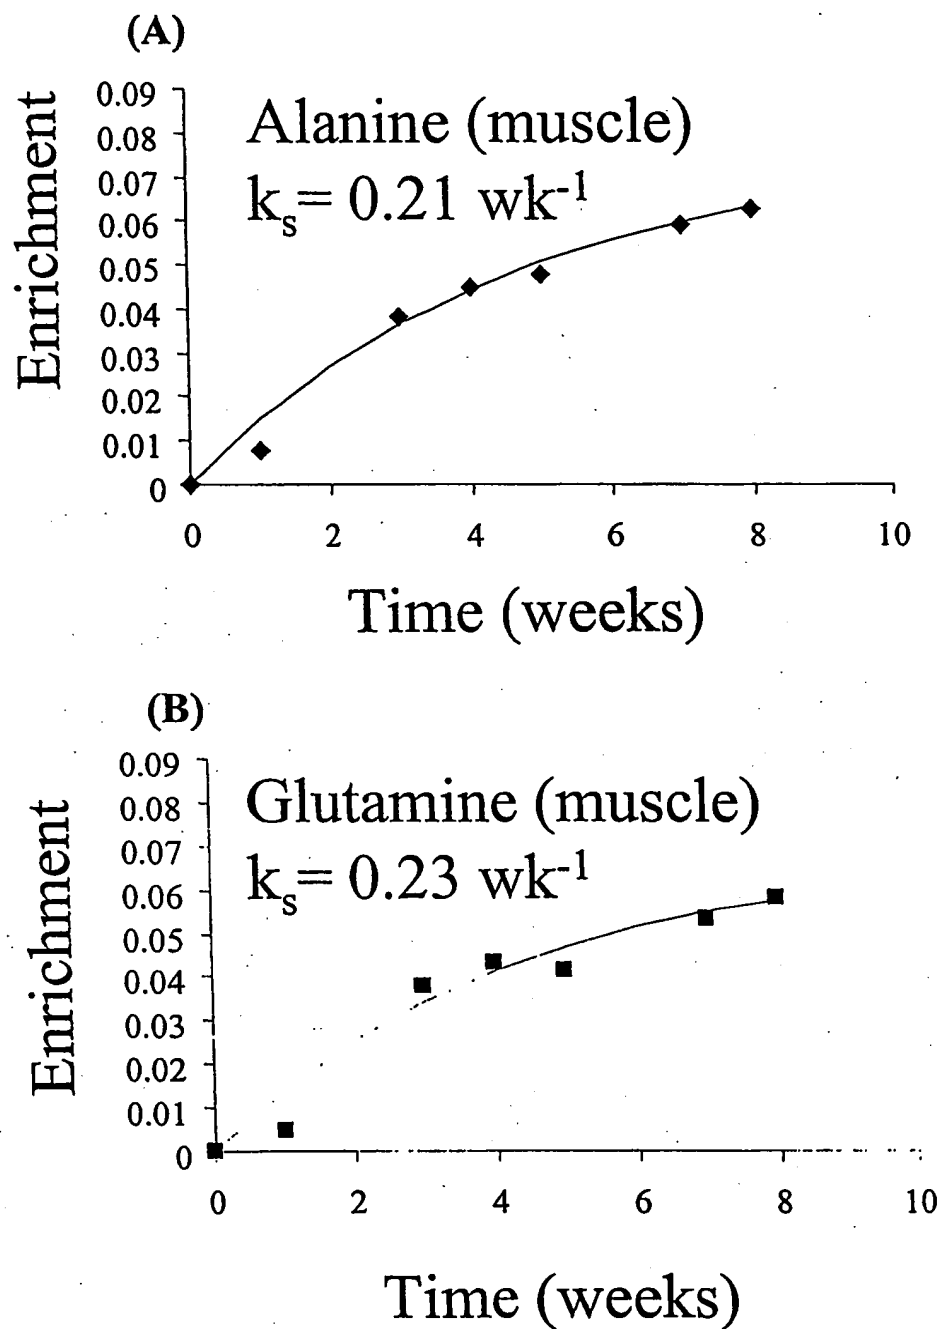 (A)
Enrichment
0.09
0.08
0.07
0.06
0.05
0.04
0.03
0.02
0.01
0
Alanine (muscle)
kₛ= 0.21 wk⁻¹
0 2 4 6 8 10
Time (weeks)
(B)
Enrichment
0.09
0.08
0.07
0.06
0.05
0.04
0.03
0.02
0.01
0
Glutamine (muscle)
kₛ= 0.23 wk⁻¹
0 2 4 6 8 10
Time (weeks)